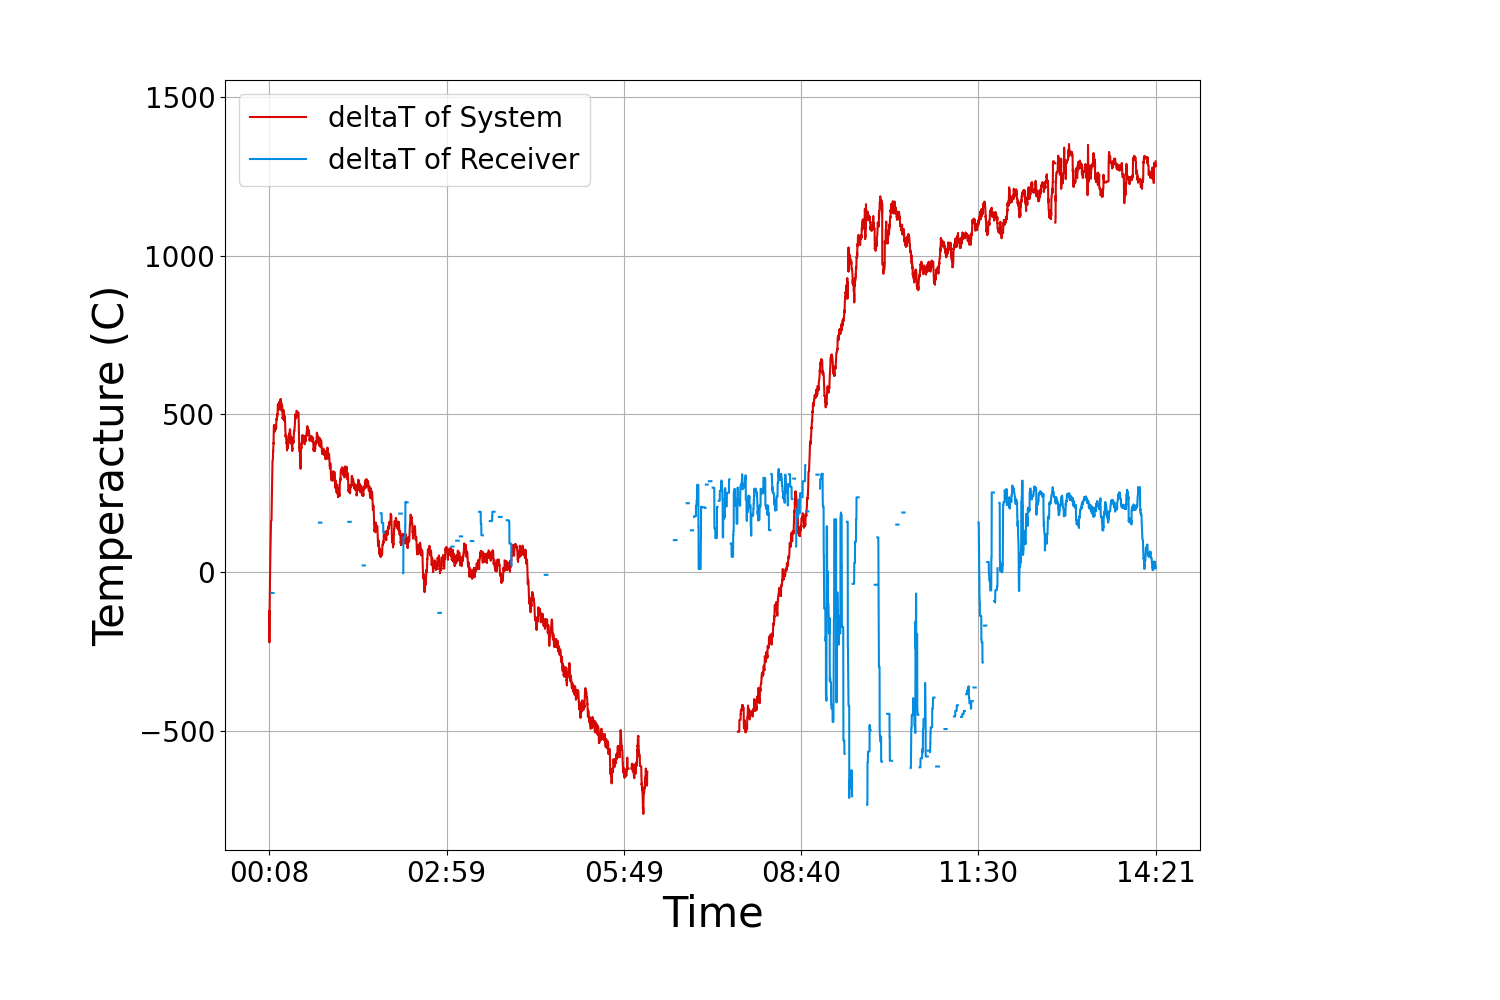 deltaT of System
deltaT of Receiver
1500
1000
500
0
−500
Temperacture (C)
00:08 02:59 05:49 08:40 11:30 14:21
Time